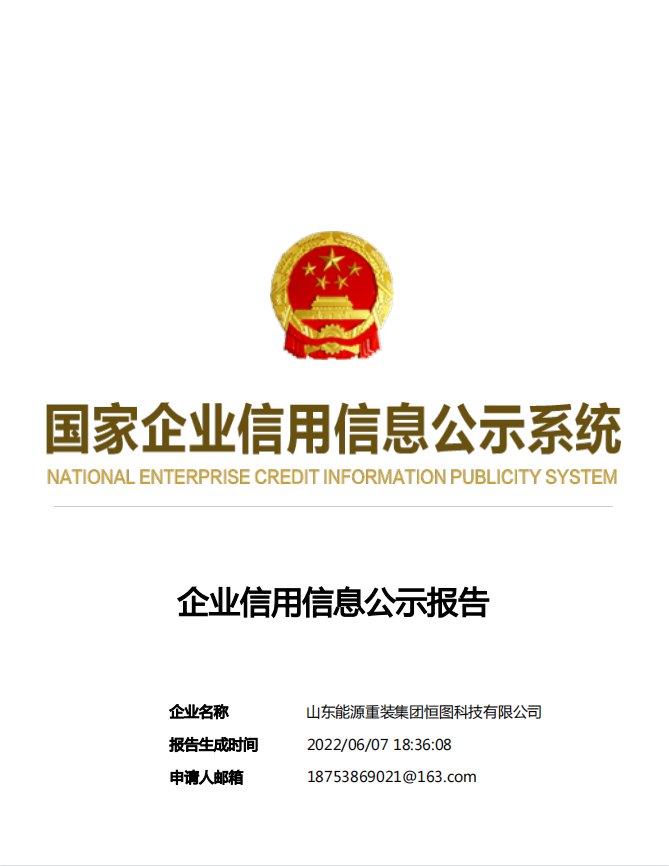 国家企业信用信息公示系统
NATIONAL ENTERPRISE CREDIT INFORMATION PUBLICITY SYSTEM
企业信用信息公示报告
企业名称 山东能源重装集团恒图科技有限公司
报告生成时间 2022/06/07 18:36:08
申请人邮箱 18753869021@163.com